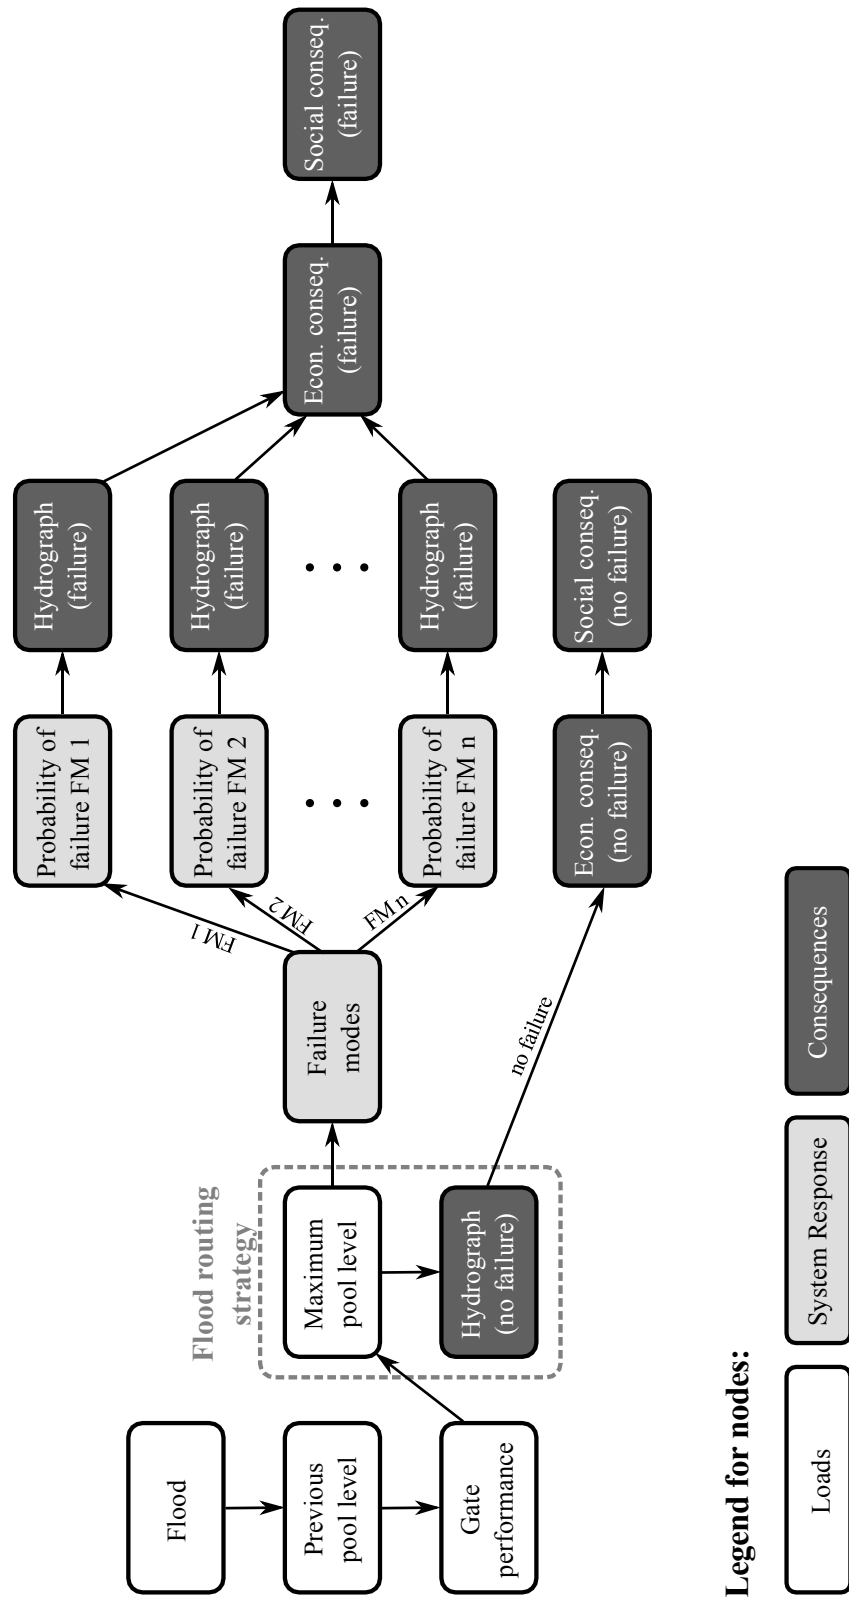 Flood
Previous
pool level
Gate
performance
Flood routing
strategy
Maximum
pool level
Hydrograph
(no failure)
Failure
modes
FM 1
FM 2
FM n
no failure
Probability of
failure FM 1
Probability of
failure FM 2
Probability of
failure FM n
Econ. conseq.
(no failure)
Hydrograph
(failure)
Hydrograph
(failure)
Hydrograph
(failure)
Social conseq.
(no failure)
Econ. conseq.
(failure)
Social conseq.
(failure)
Legend for nodes:
Loads
System Response
Consequences